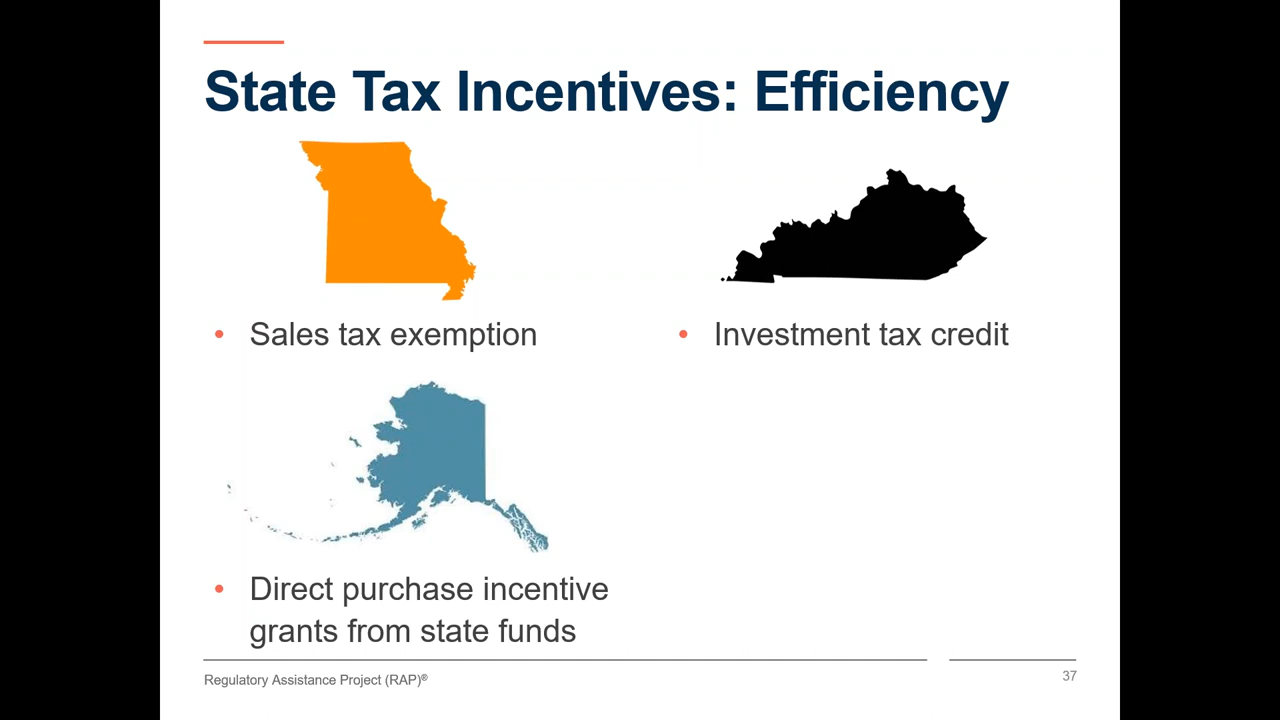 State Tax Incentives: Efficiency
• Sales tax exemption
• Investment tax credit
• Direct purchase incentive
grants from state funds
Regulatory Assistance Project (RAP)®
37